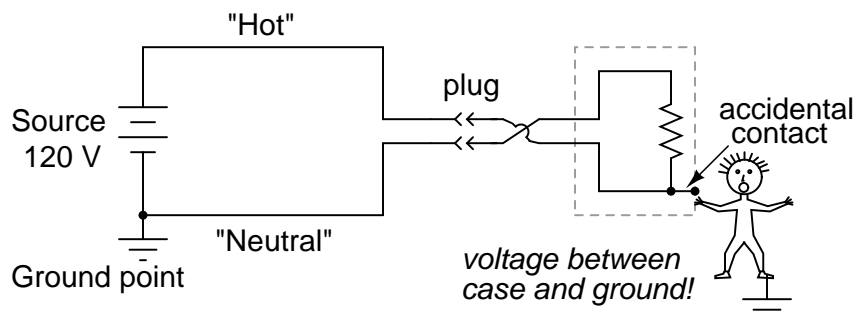 "Hot"
plug
Source
120 V
accidental
contact
"Neutral"
Ground point
voltage between
case and ground!